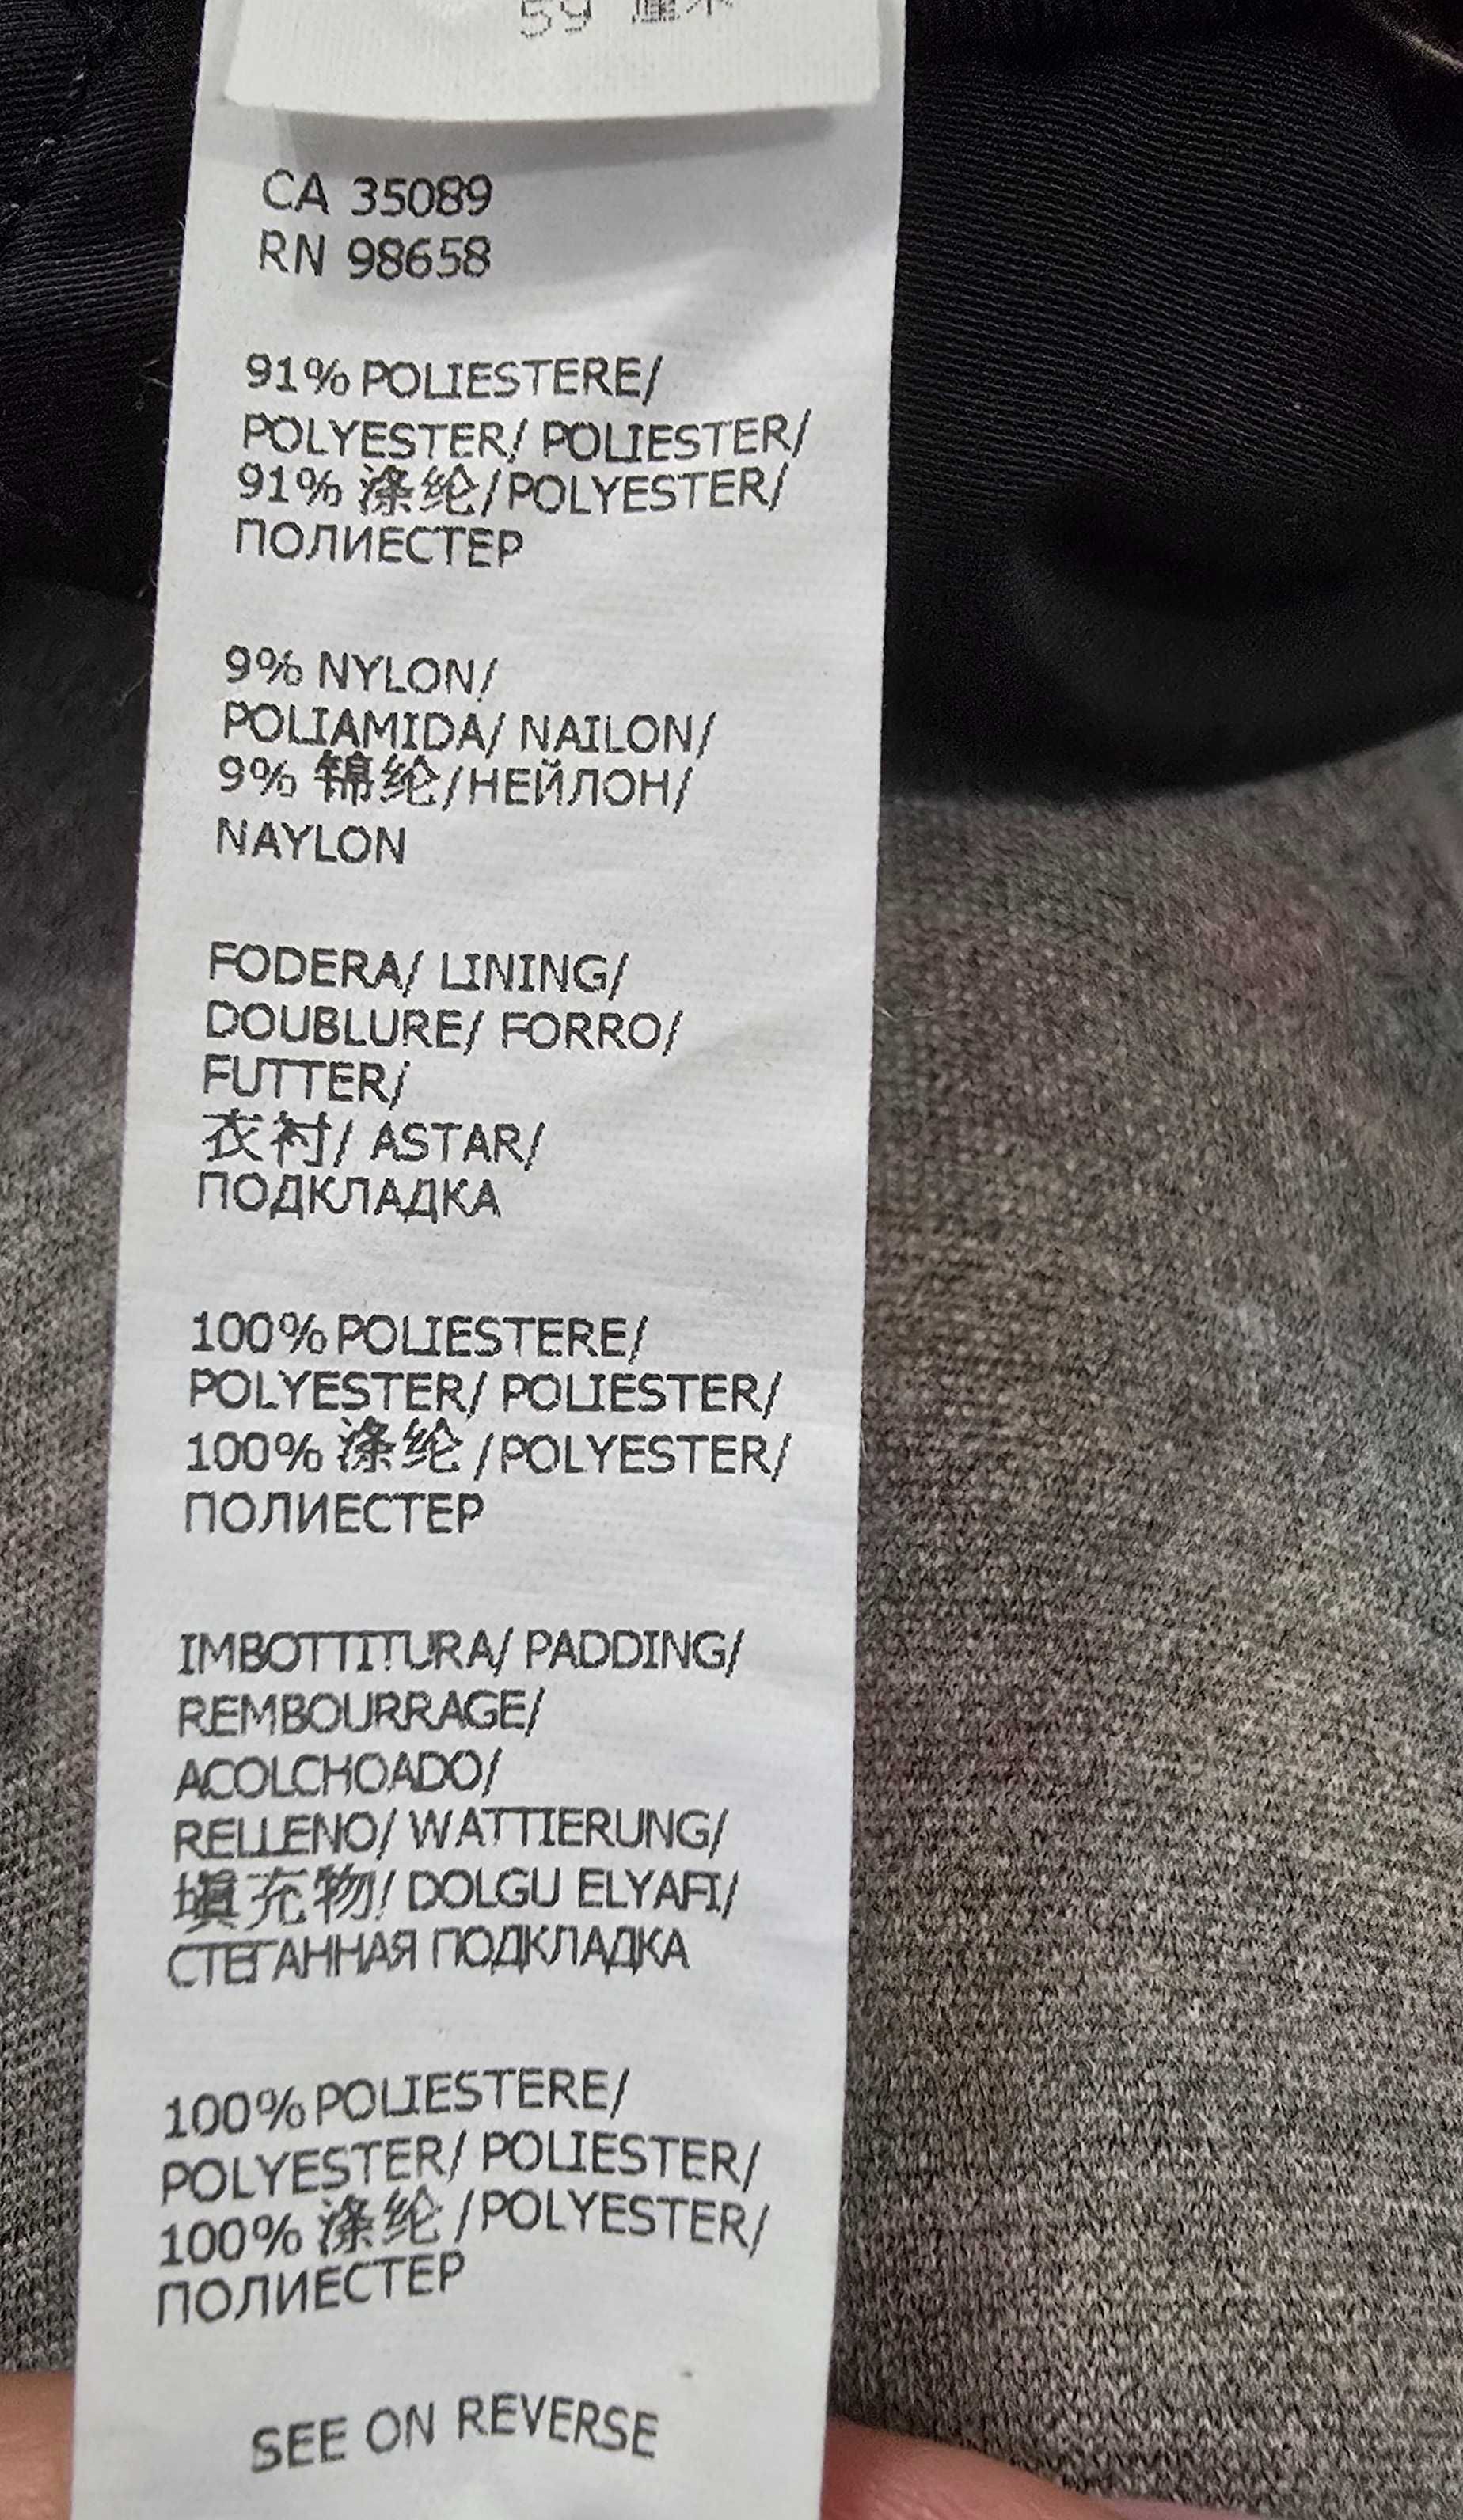 59 厘米
CA 35089
RN 98658
91% POLIESTERE/
POLYESTER/ POLIESTER/
91% 涤纶/POLYESTER/
ПОЛИЕСТЕР
9% NYLON/
POLIAMIDA/ NAILON/
9% 锦纶/НЕЙЛОН/
NAYLON
FODERA/ LINING/
DOUBLURE/ FORRO/
FUTTER/
衣衬/ ASTAR/
ПОДКЛАДКА
100% POLIESTERE/
POLYESTER/ POLIESTER/
100% 涤纶 /POLYESTER/
ПОЛИЕСТЕР
IMBOTTITURA/ PADDING/
REMBOURRAGE/
ACOLCHOADO/
RELLENO/ WATTIERUNG/
填充物/ DOLGU ELYAFI/
СТЕГАННАЯ ПОДКЛАДКА
100% POLIESTERE/
POLYESTER/ POLIESTER/
100% 涤纶 /POLYESTER/
ПОЛИЕСТЕР
SEE ON REVERSE